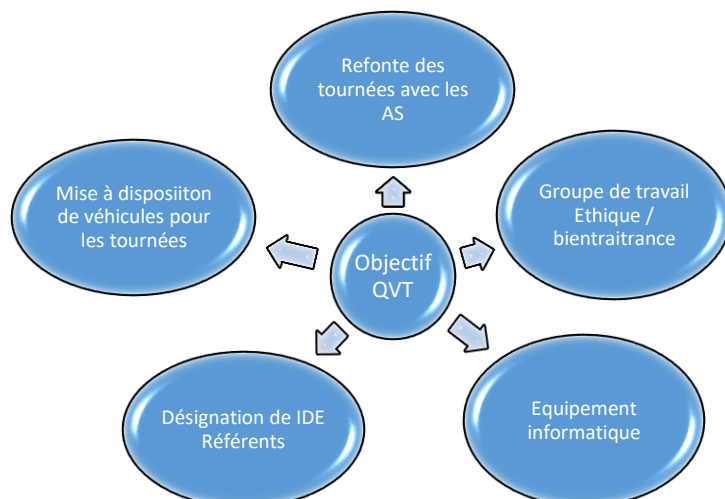 Refonte des
tournées avec les
AS
Mise à disposiiton
de véhicules pour
les tournées
Groupe de travail
Ethique /
bientraitrance
Objectif
QVT
Désignation de IDE
Référents
Equipement
informatique